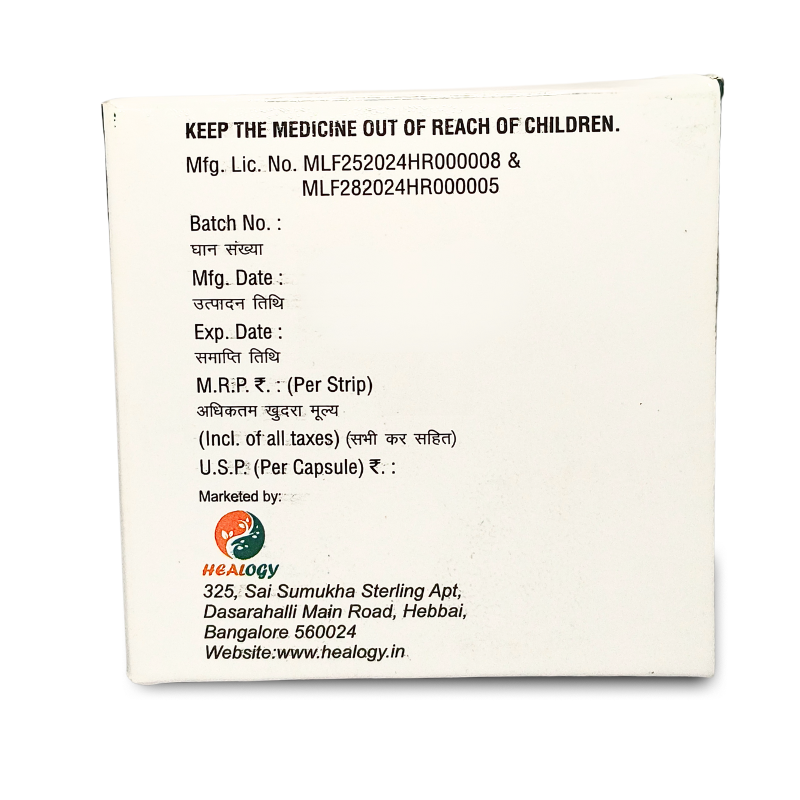 KEEP THE MEDICINE OUT OF REACH OF CHILDREN.
Mfg. Lic. No. MLF252024HR000008 &
MLF282024HR000005
Batch No. :
घान संख्या
Mfg. Date :
उत्पादन तिथि
Exp. Date :
समाप्ति तिथि
M.R.P. ₹. : (Per Strip)
अधिकतम खुदरा मूल्य
(Incl. of all taxes) (सभी कर सहित)
U.S.P. (Per Capsule) ₹. :
Marketed by:
HEALOGY
325, Sai Sumukha Sterling Apt,
Dasarahalli Main Road, Hebbai,
Bangalore 560024
Website:www.healogy.in